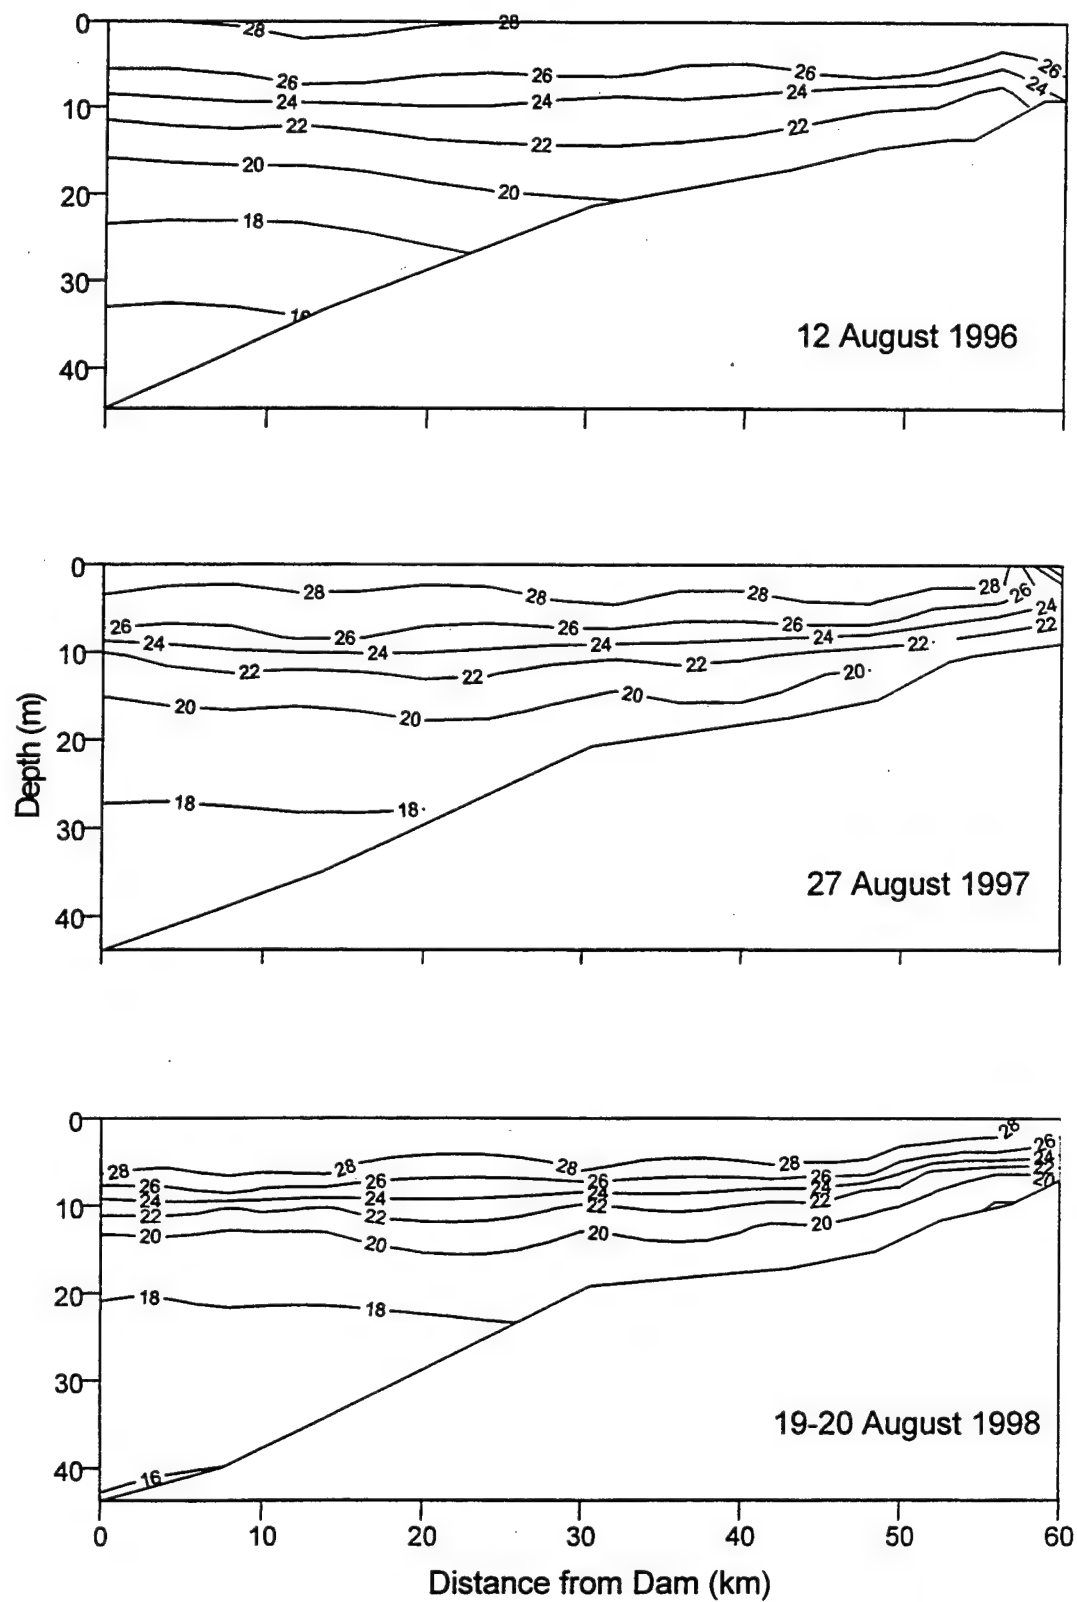 0 28 28
26 26 26 26
10 24 24 24 24
22 22 22
20 20 20
18
30
40
12 August 1996
0 28 28 28 28 26 24
26 26 26 26 24 22
10 24 24 24 24 22
22 22 22 20
20 20 20
20
18 18
30
40
27 August 1997
Depth (m)
0 28 26 24 22 20
28 28 28 28
26 26 26 26
24 24 24 24
10 22 22 22 22
20 20 20 20
20 18 18
30
40 16
19-20 August 1998
0 10 20 30 40 50 60
Distance from Dam (km)